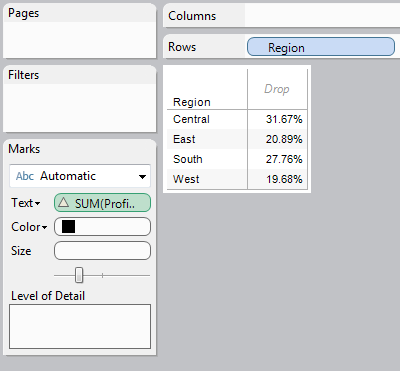 Pages
Columns
Rows
Region
Filters
Region Drop
Central 31.67%
East 20.89%
South 27.76%
West 19.68%
Marks
Abc Automatic
Text SUM(Profi..
Color
Size
Level of Detail